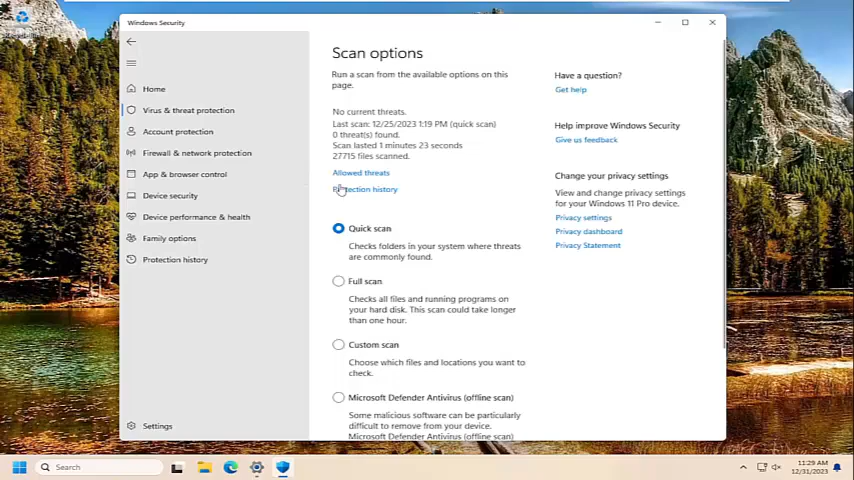 Windows Security
Scan options
Run a scan from the available options on this
page.
No current threats.
Last scan: 12/25/2023 1:19 PM (quick scan)
0 threat(s) found.
Scan lasted 1 minutes 23 seconds
27715 files scanned.
Allowed threats
Protection history
Quick scan
Checks folders in your system where threats
are commonly found.
Full scan
Checks all files and running programs on
your hard disk. This scan could take longer
than one hour.
Custom scan
Choose which files and locations you want to
check.
Microsoft Defender Antivirus (offline scan)
Some malicious software can be particularly
difficult to remove from your device.
Microsoft Defender Antivirus (offline scan)
Have a question?
Get help
Help improve Windows Security
Give us feedback
Change your privacy settings
View and change privacy settings
for your Windows 11 Pro device.
Privacy settings
Privacy dashboard
Privacy Statement
Home
Virus & threat protection
Account protection
Firewall & network protection
App & browser control
Device security
Device performance & health
Family options
Protection history
Settings
Search
11:29 AM
12/31/2023